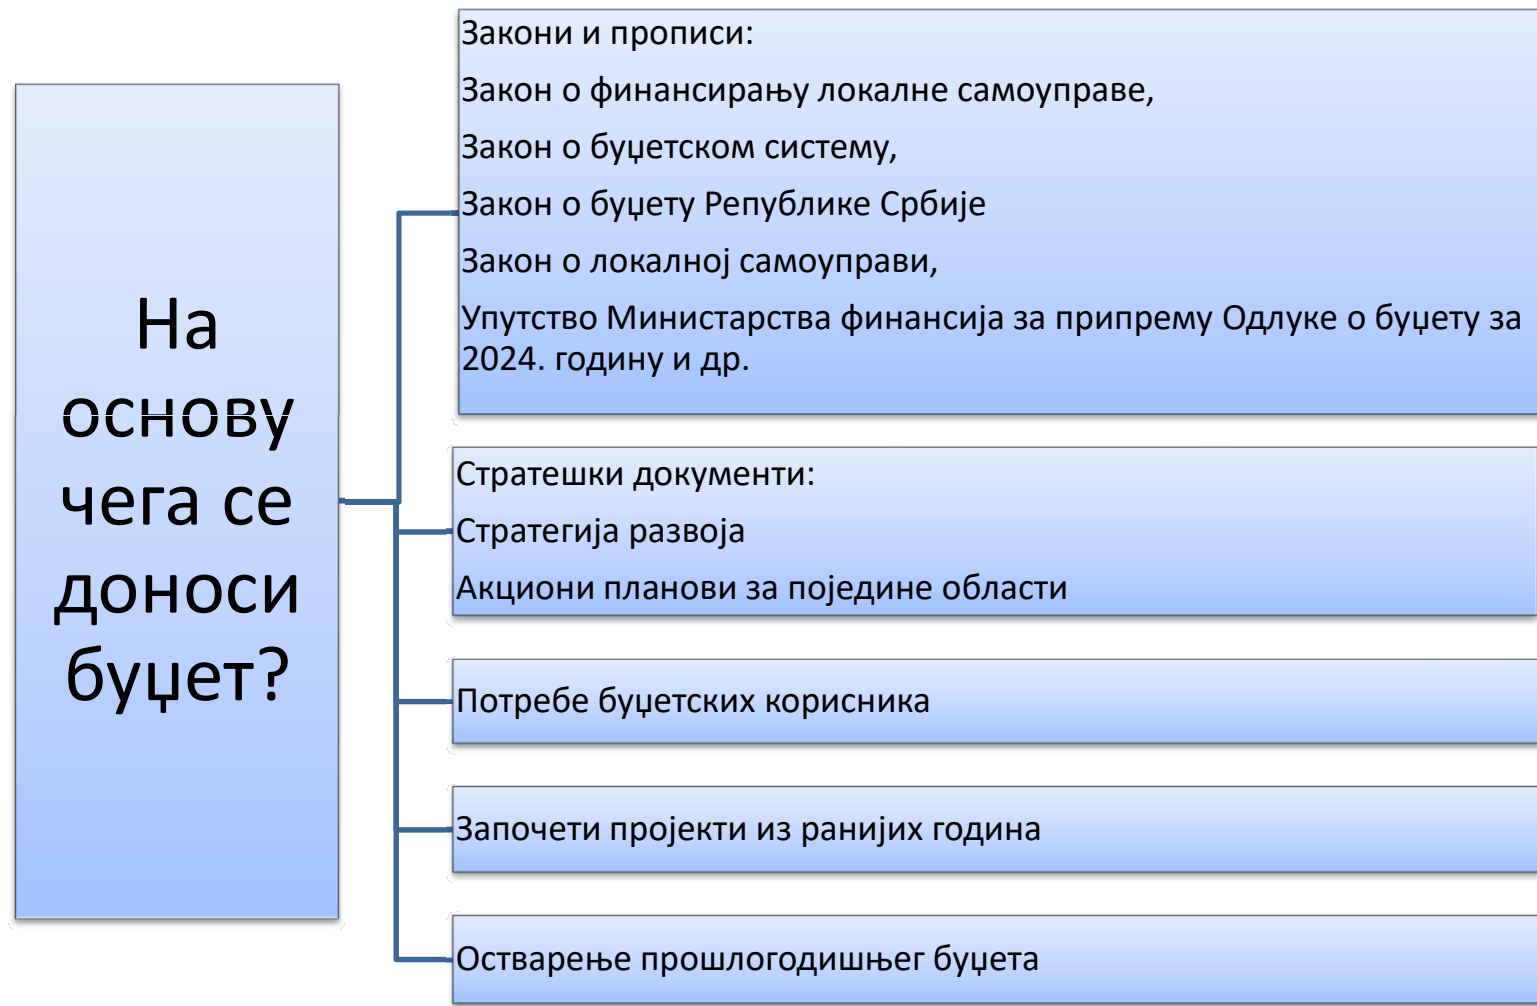 На
основу
чега се
доноси
буџет?
Закони и прописи:
Закон о финансирању локалне самоуправе,
Закон о буџетском систему,
Закон о буџету Републике Србије
Закон о локалној самоуправи,
Упутство Министарства финансија за припрему Одлуке о буџету за
2024. годину и др.
Стратешки документи:
Стратегија развоја
Акциони планови за поједине области
Потребе буџетских корисника
Започети пројекти из ранијих година
Остварење прошлогодишњег буџета